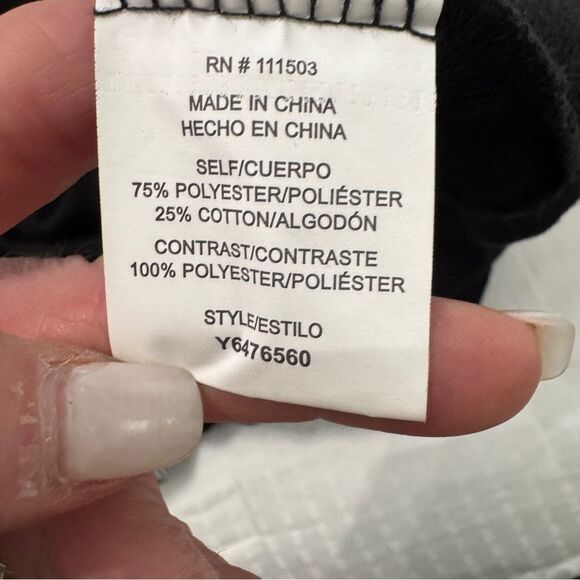 RN # 111503
MADE IN CHINA
HECHO EN CHINA
SELF/CUERPO
75% POLYESTER/POLIÉSTER
25% COTTON/ALGODÓN
CONTRAST/CONTRASTE
100% POLYESTER/POLIÉSTER
STYLE/ESTILO
Y6476560